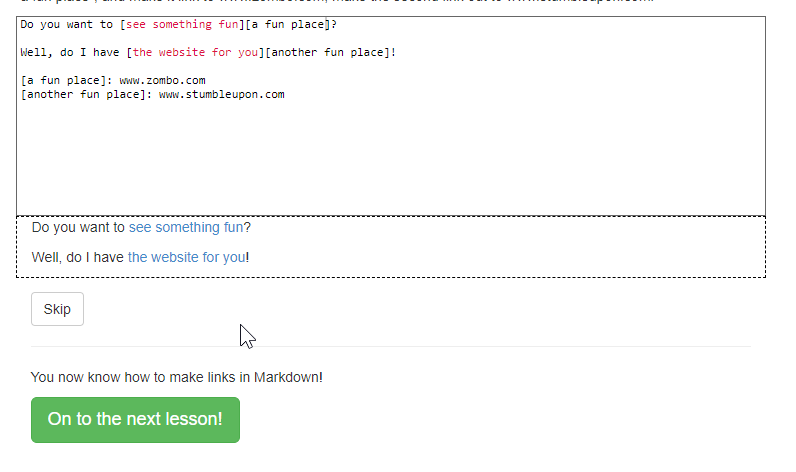 Do you want to [see something fun][a fun place]?
Well, do I have [the website for you][another fun place]!
[a fun place]: www.zombo.com
[another fun place]: www.stumbleupon.com
Do you want to see something fun?
Well, do I have the website for you!
Skip
You now know how to make links in Markdown!
On to the next lesson!